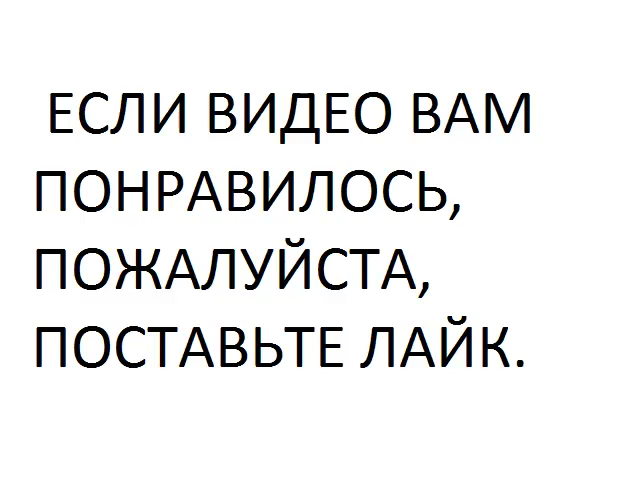 ЕСЛИ ВИДЕО ВАМ
ПОНРАВИЛОСЬ,
ПОЖАЛУЙСТА,
ПОСТАВЬТЕ ЛАЙК.